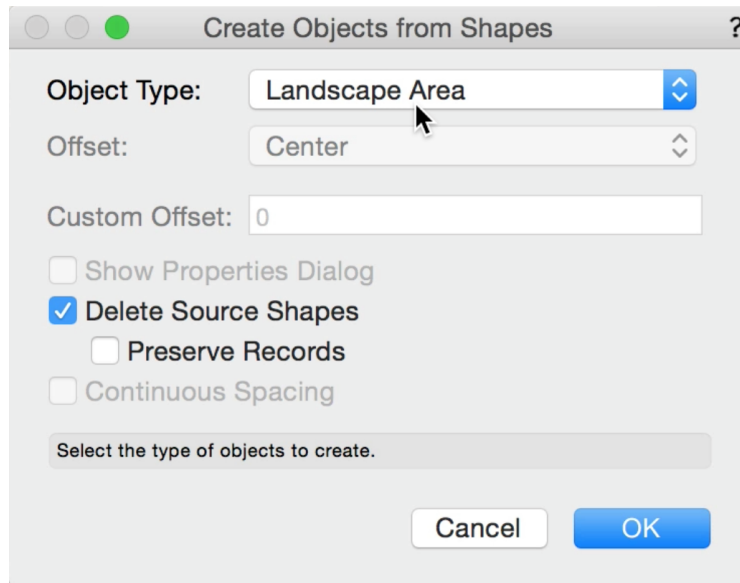 Create Objects from Shapes ?
Object Type: Landscape Area
Offset: Center
Custom Offset: 0
Show Properties Dialog
Delete Source Shapes
Preserve Records
Continuous Spacing
Select the type of objects to create.
Cancel OK